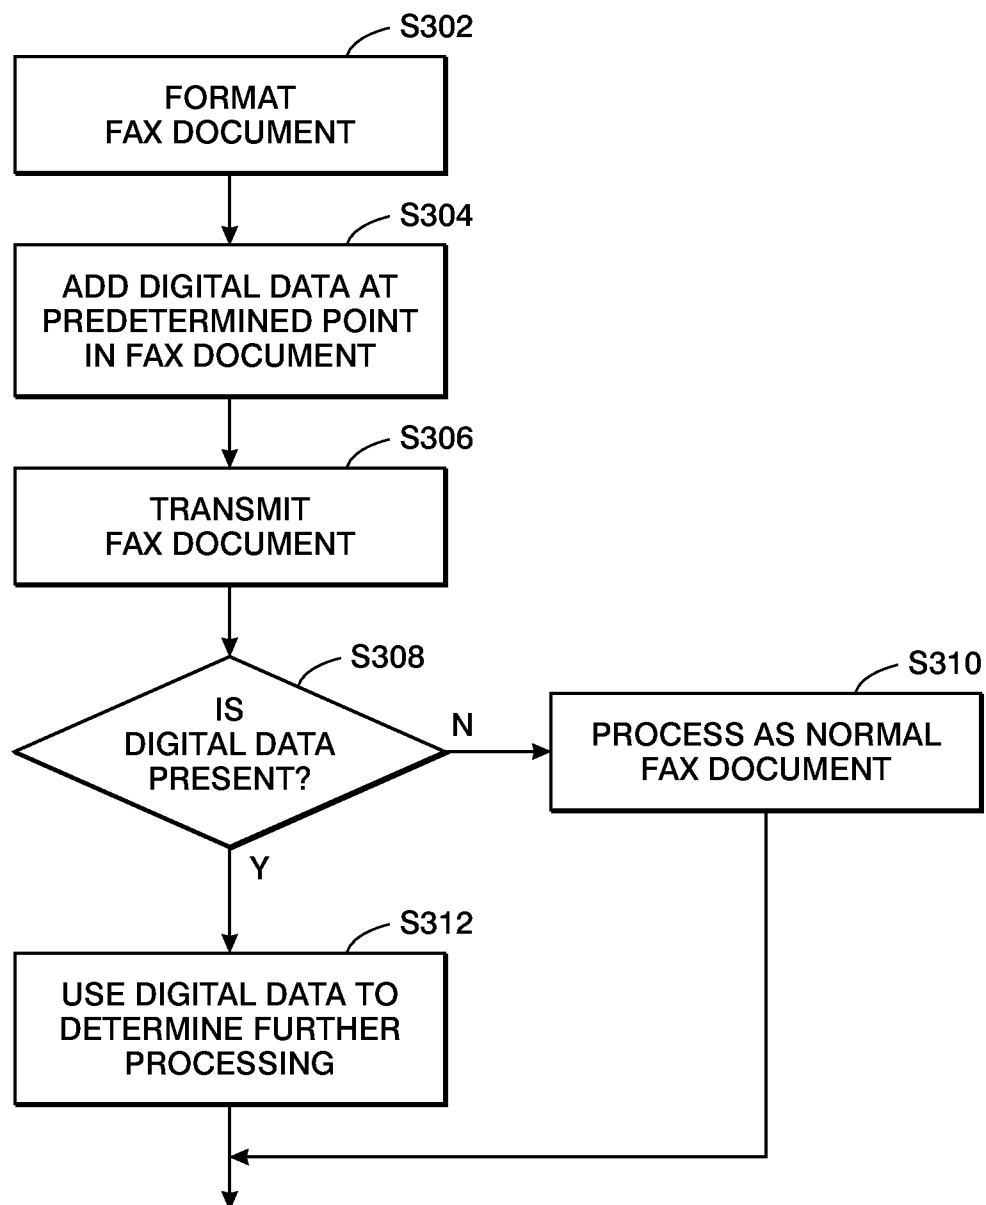 S302
FORMAT
FAX DOCUMENT
S304
ADD DIGITAL DATA AT
PREDETERMINED POINT
IN FAX DOCUMENT
S306
TRANSMIT
FAX DOCUMENT
S308
IS
DIGITAL DATA
PRESENT?
N
S310
PROCESS AS NORMAL
FAX DOCUMENT
Y
S312
USE DIGITAL DATA TO
DETERMINE FURTHER
PROCESSING